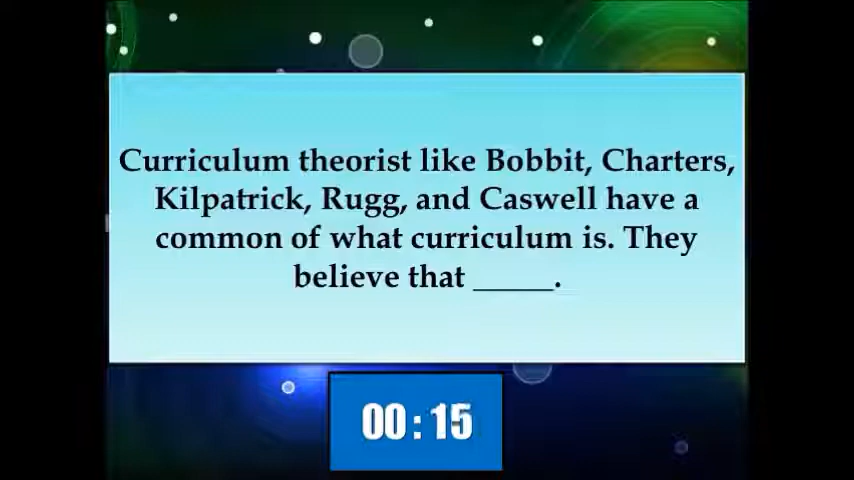 Curriculum theorist like Bobbit, Charters,
Kilpatrick, Rugg, and Caswell have a
common of what curriculum is. They
believe that _____.
00:15